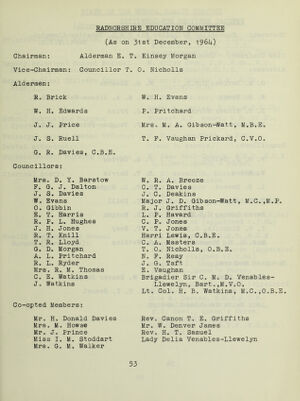 RADNORSHIRE EDUCATION COMMITTEE
(As on 31st December, 1964)
Chairman: Alderman E. T. Kinsey Morgan
Vice-Chairman: Councillor T. O. Nicholls
Aldermen:
R. Brick W. H. Evans
W. H. Edwards F. Pritchard
J. J. Price Mrs. M. A. Gibson-Watt, M.B.E.
J. S. Ruell T. F. Vaughan Prickard, C.V.O.
G. R. Davies, C.B.E.
Councillors:
Mrs. D. Y. Barstow W. R. A. Breeze
F. G. J. Dalton C. T. Davies
J. S. Davies J. C. Deakins
W. Evans Major J. D. Gibson-Watt, M.C.,M.P.
O. Gibbin R. J. Griffiths
E. T. Harris L. P. Havard
R. P. L. Hughes C. P. Jones
J. H. Jones V. T. Jones
R. T. Knill Harri Lewis, C.B.E.
T. R. Lloyd C. A. Masters
G. D. Morgan T. O. Nicholls, O.B.E.
A. L. Pritchard N. F. Reay
R. L. Ryder J. G. Taft
Mrs. R. M. Thomas E. Vaughan
C. E. Watkins Brigadier Sir C. M. D. Venables-
J. Watkins Llewelyn, Bart.,M.V.O.
Lt. Col. H. B. Watkins, M.C.,O.B.E.
Co-opted Members:
Mr. H. Donald Davies Rev. Canon T. E. Griffiths
Mrs. Howse Mr. W. Denver James
Mr. J. Prince Rev. H. T. Samuel
Miss I. M. Stoddart Lady Delia Venables-Llewelyn
Mrs. G. M. Walker
53